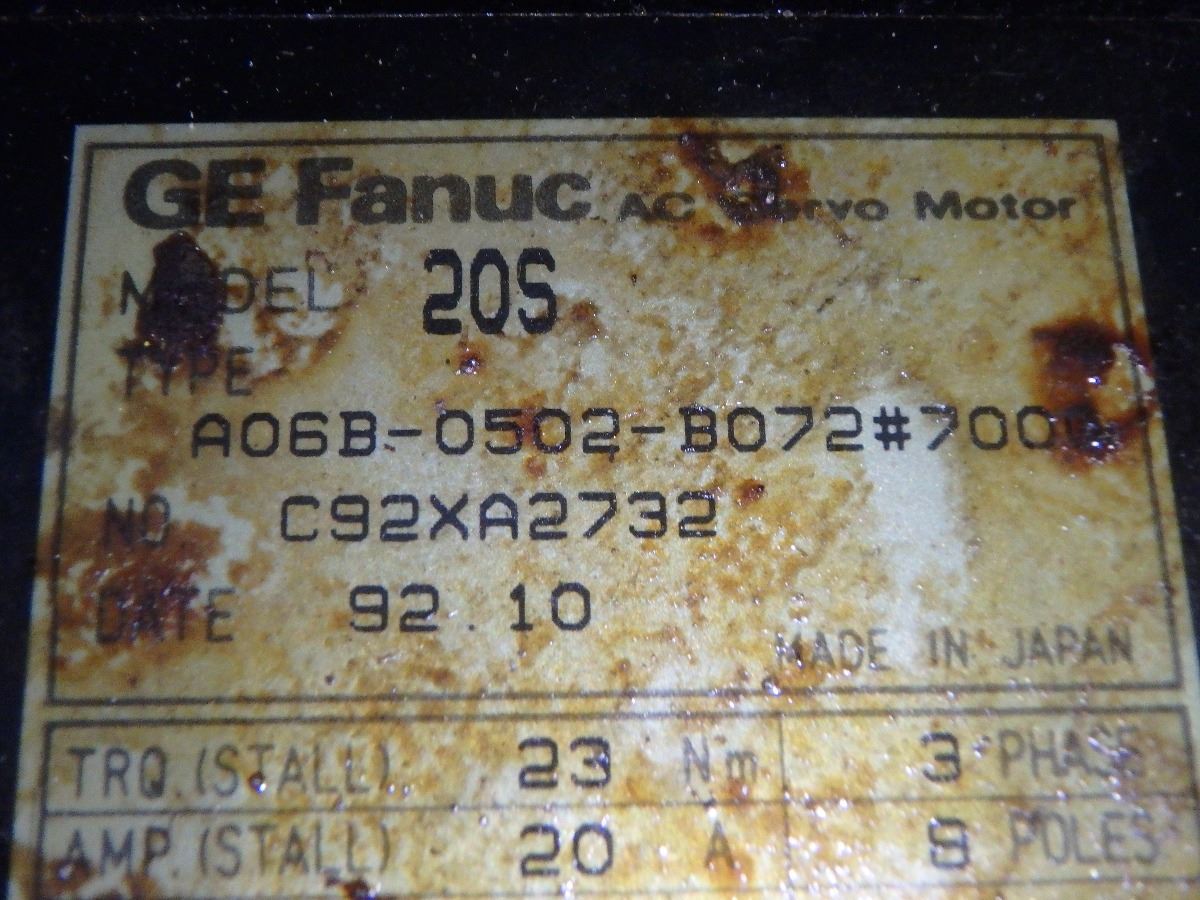 GE Fanuc AC Servo Motor
MODEL 20S
TYPE
A06B-0502-B072#7000
NO C92XA2732
DATE 92.10
MADE IN JAPAN
TRQ.(STALL) 23 Nm 3 PHASE
AMP.(STALL) 20 A 8 POLES